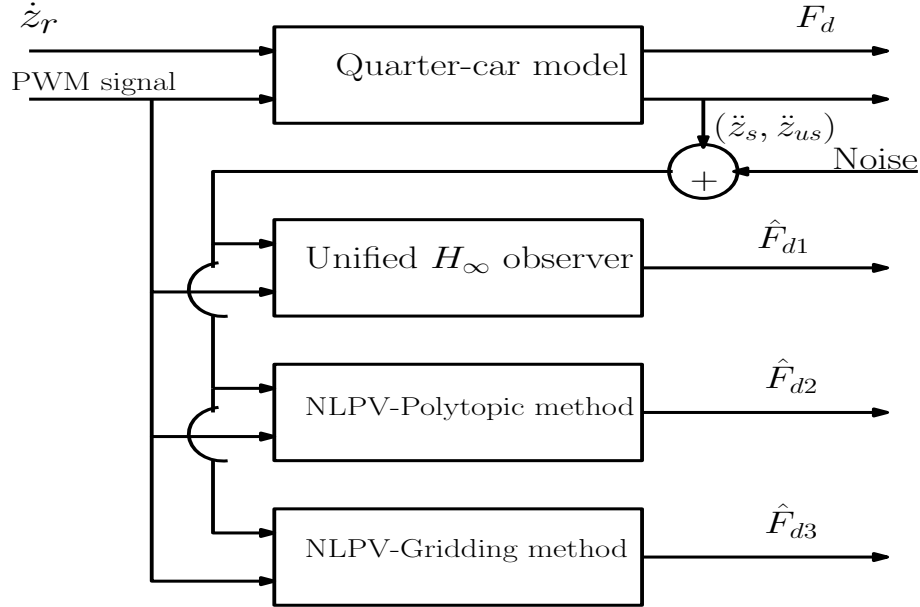 ż_r
F_d
Quarter-car model
PWM signal
(z̈_s, z̈_us)
Noise
+
Unified H_∞ observer
F̂_d1
NLPV-Polytopic method
F̂_d2
NLPV-Gridding method
F̂_d3